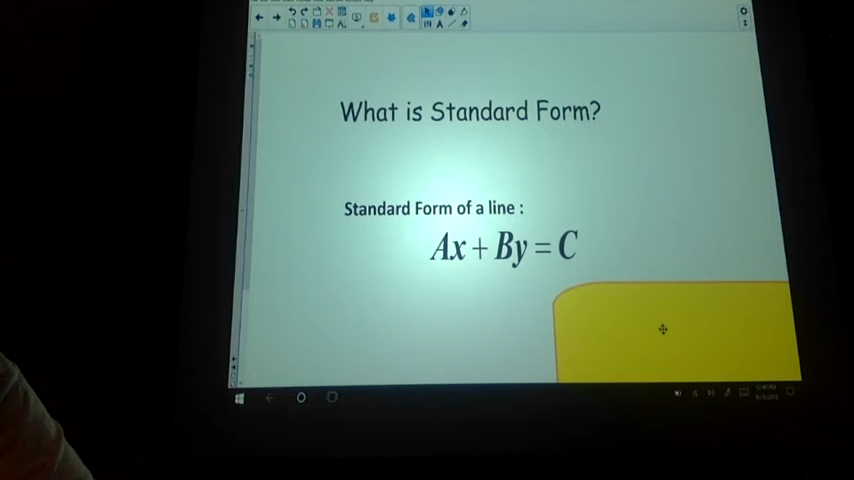 What is Standard Form?
Standard Form of a line :
Ax + By = C